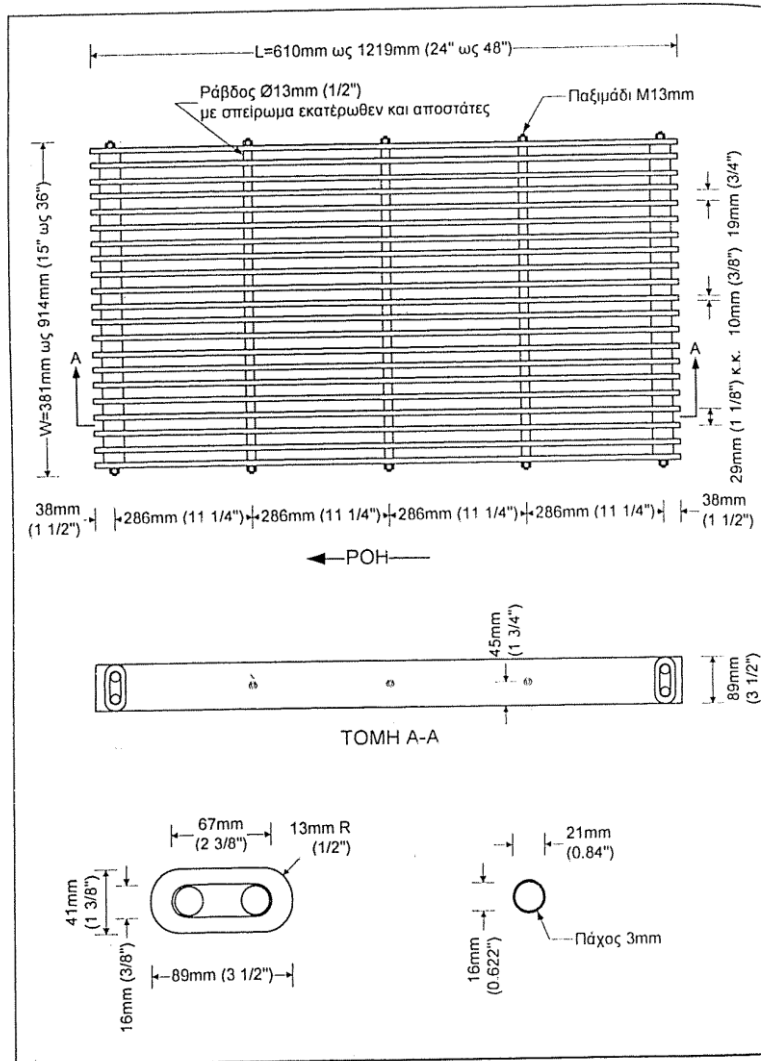 L=610mm ως 1219mm (24" ως 48")
Ράβδος Ø13mm (1/2")
με σπείρωμα εκατέρωθεν και αποστάτες
Παξιμάδι M13mm
W=381mm ως 914mm (15" ως 36")
19mm (3/4")
10mm (3/8")
29mm (1 1/8") κ.κ.
A
A
38mm
(1 1/2")
286mm (11 1/4")
286mm (11 1/4")
286mm (11 1/4")
286mm (11 1/4")
38mm
(1 1/2")
ΡΟΗ
45mm
(1 3/4")
89mm
(3 1/2")
ΤΟΜΗ Α-Α
67mm
(2 3/8")
13mm R
(1/2")
41mm
(1 3/8")
16mm (3/8")
89mm (3 1/2")
21mm
(0.84")
16mm
(0.622")
Πάχος 3mm